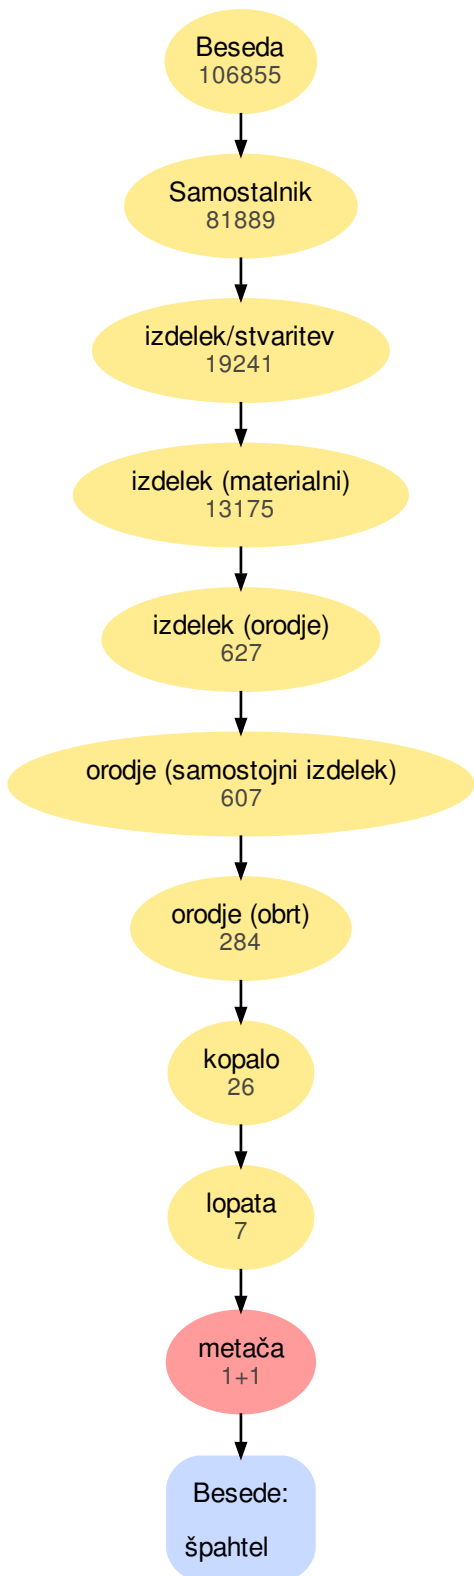 Beseda
106855
Samostalnik
81889
izdelek/stvaritev
19241
izdelek (materialni)
13175
izdelek (orodje)
627
orodje (samostojni izdelek)
607
orodje (obrt)
284
kopalo
26
lopata
7
metača
1+1
Besede:
špahtel